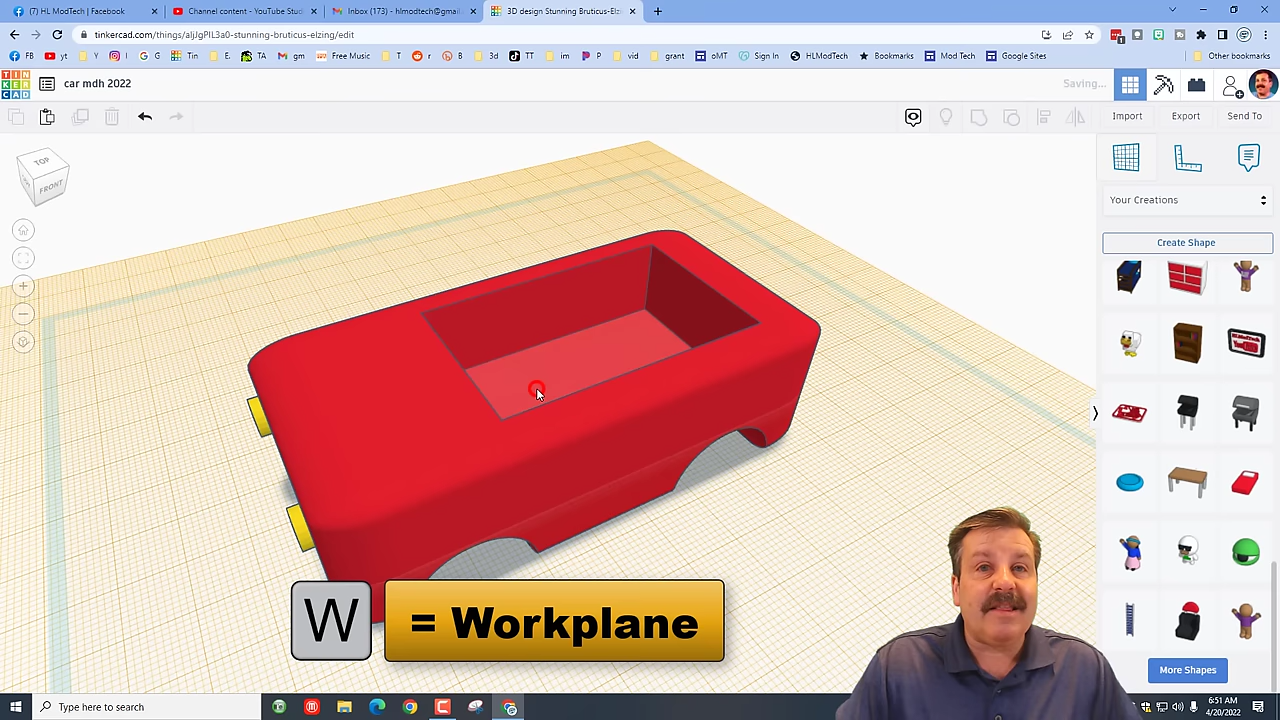 (7) HL ModTech | Facebook
Channel content - YouTube Stud
Inbox (173) - hlmodtech@gmail
3D design Stunning Bruticus-Elzin
tinkercad.com/things/aIjJgPIL3a0-stunning-bruticus-elzing/edit
FB
yt
Y
I
G
Tin
TA
gm
Free Music
T
r
b
3d
TT
im
P
vid
grant
oMT
Sign In
HLModTech
Bookmarks
Mod Tech
Google Sites
Other bookmarks
TIN
KER
CAD
car mdh 2022
Saving...
Import
Export
Send To
TOP
FRONT
Your Creations
Create Shape
W = Workplane
More Shapes
Type here to search
6:51 AM
4/20/2022